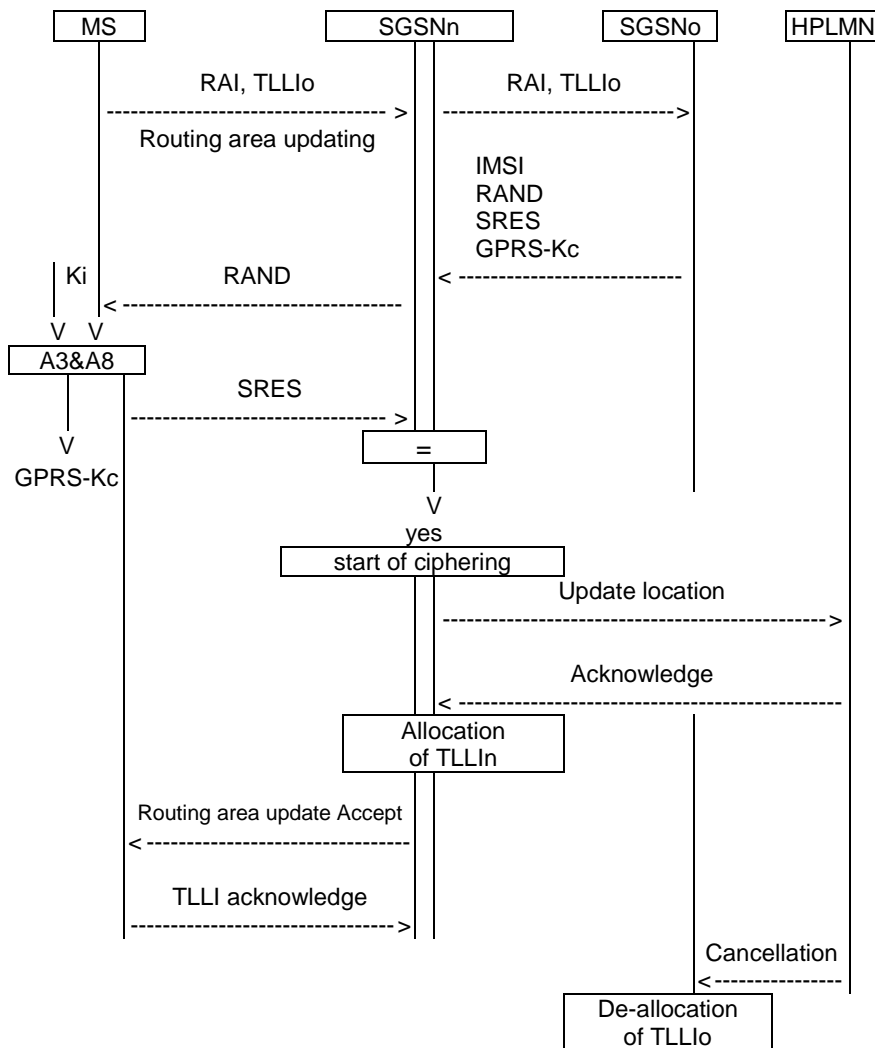 MS SGSNn SGSNo HPLMN
RAI, TLLIo RAI, TLLIo
------------------------------- > --------------------------- >
Routing area updating
IMSI
RAND
SRES
GPRS-Kc
Ki RAND < ------------------------
< -------------------------------
V V
A3&A8
SRES
---------------------------- >
V =
GPRS-Kc
V
yes
start of ciphering
Update location
-------------------------------------------- >
Acknowledge
< ------------------------------------------
Allocation
of TLLIn
Routing area update Accept
< -----------------------------
TLLI acknowledge
----------------------------- >
Cancellation
< --------------
De-allocation
of TLLIo